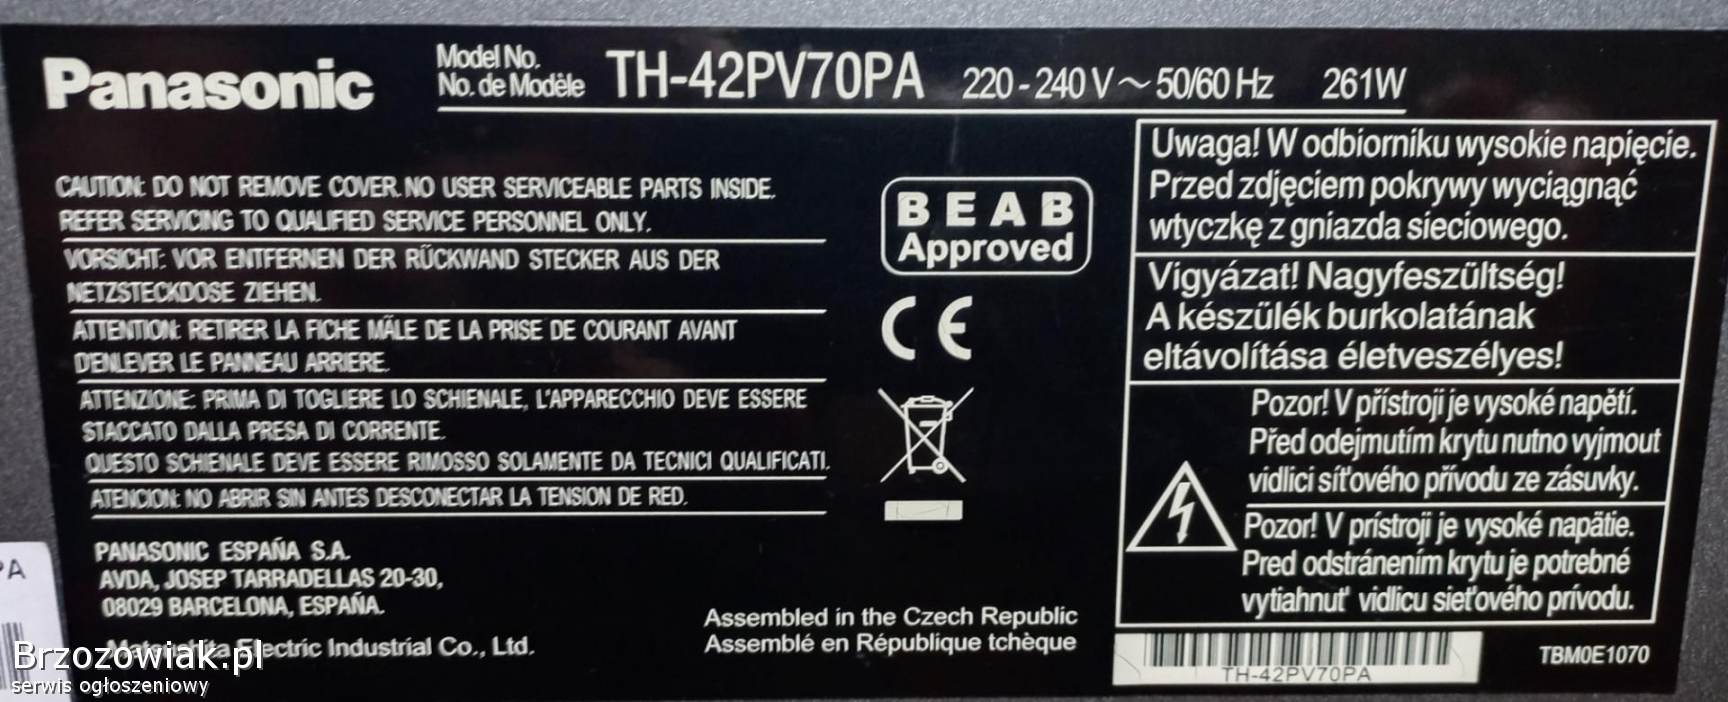 Panasonic
Model No.
No. de Modèle
TH-42PV70PA 220-240 V ~ 50/60 Hz 261W
CAUTION: DO NOT REMOVE COVER. NO USER SERVICEABLE PARTS INSIDE.
REFER SERVICING TO QUALIFIED SERVICE PERSONNEL ONLY.
VORSICHT: VOR ENTFERNEN DER RÜCKWAND STECKER AUS DER
NETZSTECKDOSE ZIEHEN.
ATTENTION: RETIRER LA FICHE MÂLE DE LA PRISE DE COURANT AVANT
D'ENLEVER LE PANNEAU ARRIERE.
ATTENZIONE: PRIMA DI TOGLIERE LO SCHIENALE, L'APPARECCHIO DEVE ESSERE
STACCATO DALLA PRESA DI CORRENTE.
QUESTO SCHIENALE DEVE ESSERE RIMOSSO SOLAMENTE DA TECNICI QUALIFICATI.
ATENCION: NO ABRIR SIN ANTES DESCONECTAR LA TENSION DE RED.
PANASONIC ESPAÑA S.A.
AVDA, JOSEP TARRADELLAS 20-30,
08029 BARCELONA, ESPAÑA.
Matsushita Electric Industrial Co., Ltd.
BEAB
Approved
CE
Assembled in the Czech Republic
Assemblé en République tchèque
Uwaga! W odbiorniku wysokie napięcie.
Przed zdjęciem pokrywy wyciągnąć
wtyczkę z gniazda sieciowego.
Vigyázat! Nagyfeszültség!
A készülék burkolatának
eltávolítása életveszélyes!
Pozor! V přístroji je vysoké napětí.
Před odejmutím krytu nutno vyjmout
vidlici síťového přívodu ze zásuvky.
Pozor! V prístroji je vysoké napätie.
Pred odstránením krytu je potrebné
vytiahnuť vidlicu sieťového prívodu.
TH-42PV70PA
TBM0E1070
PA
Brzozowiak.pl
serwis ogłoszeniowy